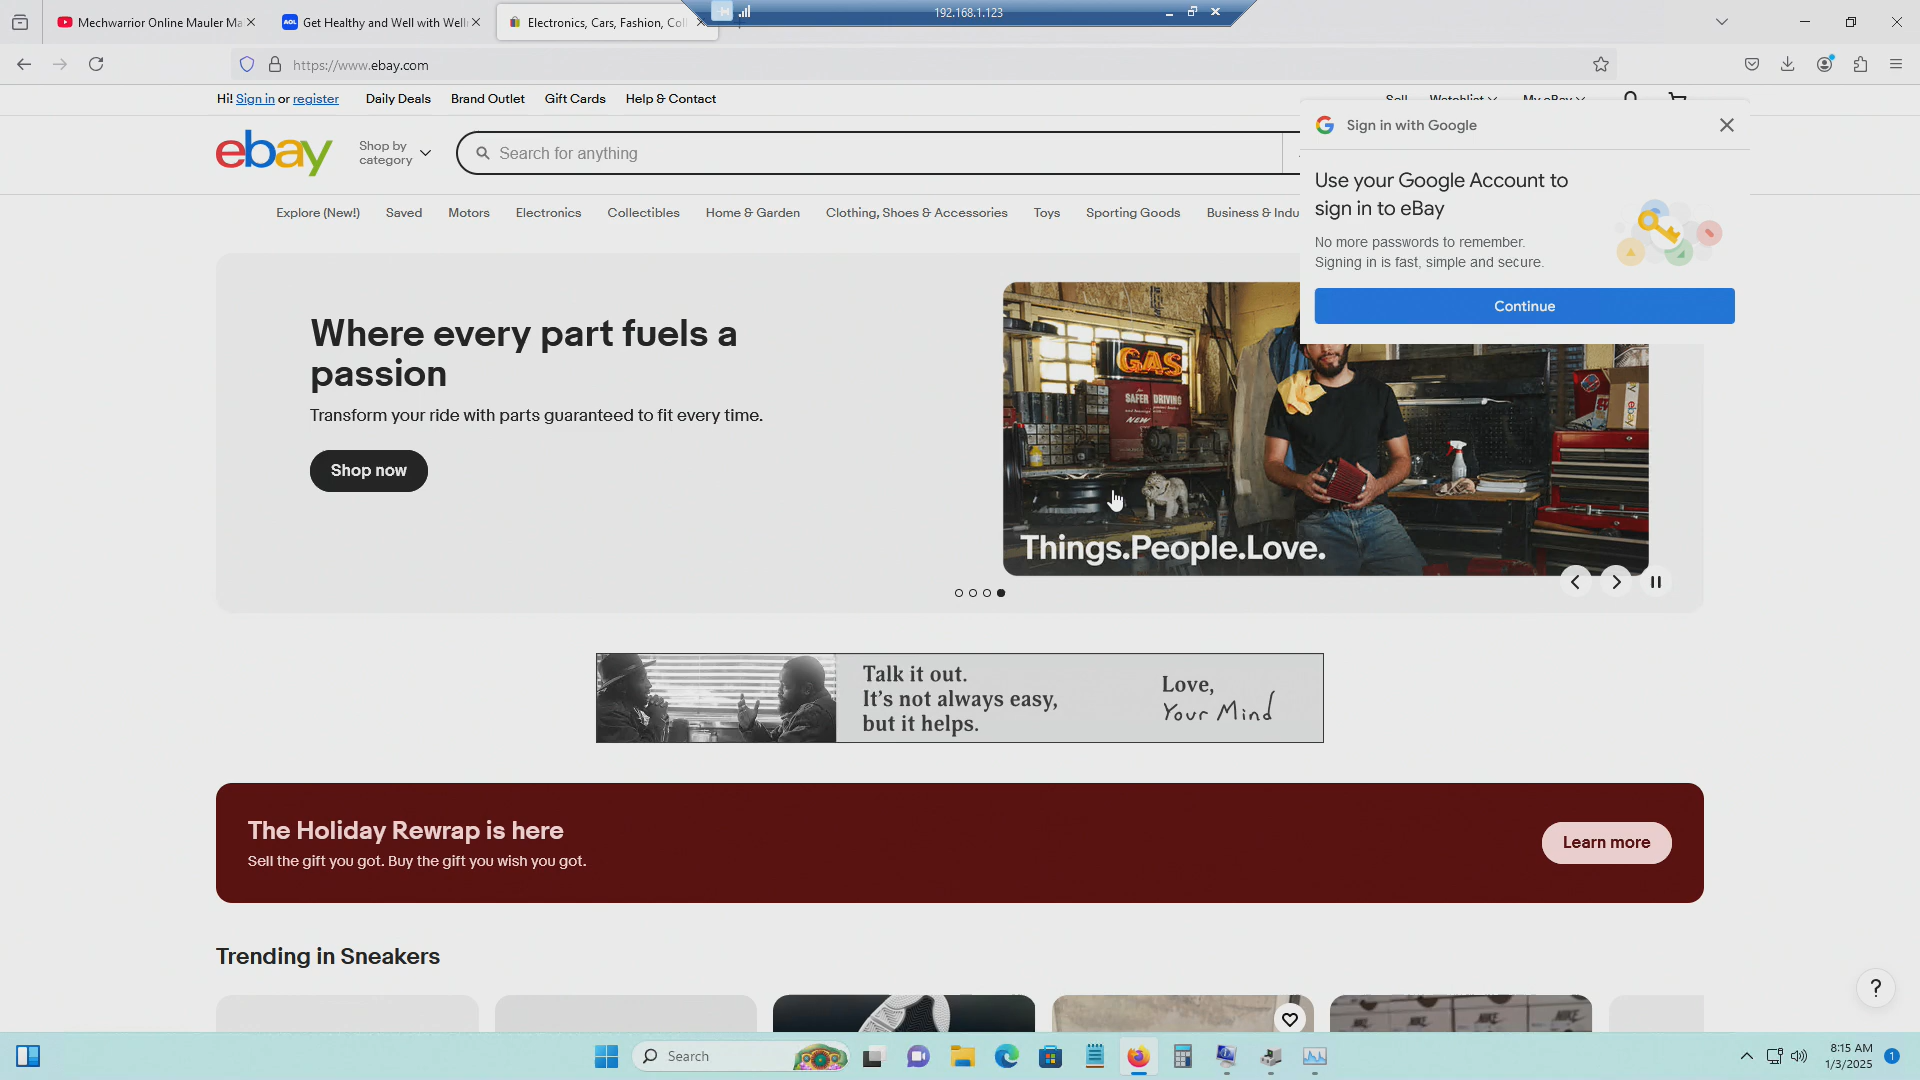 Mechwarrior Online Mauler Ma
Get Healthy and Well with Well
Electronics, Cars, Fashion, Col
192.168.1.123
https://www.ebay.com
Hi! Sign in or register
Daily Deals
Brand Outlet
Gift Cards
Help & Contact
Sell
Watchlist
My eBay
ebay
Shop by
category
Search for anything
Sign in with Google
Use your Google Account to
sign in to eBay
No more passwords to remember.
Signing in is fast, simple and secure.
Continue
Explore (New!)
Saved
Motors
Electronics
Collectibles
Home & Garden
Clothing, Shoes & Accessories
Toys
Sporting Goods
Business & Indu
Where every part fuels a
passion
Transform your ride with parts guaranteed to fit every time.
Shop now
GAS
SAFER DRIVING
NEW
ebay
Things.People.Love.
Talk it out.
It's not always easy,
but it helps.
Love,
Your Mind
The Holiday Rewrap is here
Sell the gift you got. Buy the gift you wish you got.
Learn more
Trending in Sneakers
?
Search
8:15 AM
1/3/2025
1